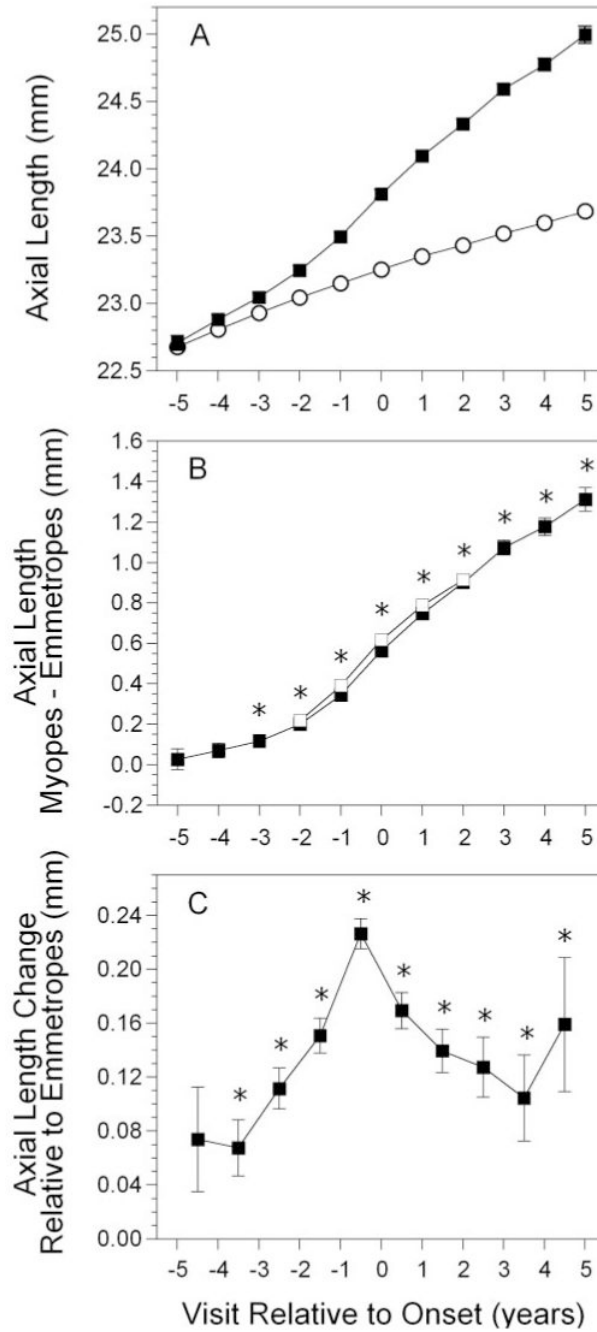 A
Axial Length (mm)
25.0
24.5
24.0
23.5
23.0
22.5
-5 -4 -3 -2 -1 0 1 2 3 4 5
B
Axial Length
Myopes - Emmetropes (mm)
1.6
1.4
1.2
1.0
0.8
0.6
0.4
0.2
0.0
-0.2
* * * * * * * * *
-5 -4 -3 -2 -1 0 1 2 3 4 5
C
Axial Length Change
Relative to Emmetropes (mm)
0.24
0.20
0.16
0.12
0.08
0.04
0.00
* * * * * * * * *
-5 -4 -3 -2 -1 0 1 2 3 4 5
Visit Relative to Onset (years)